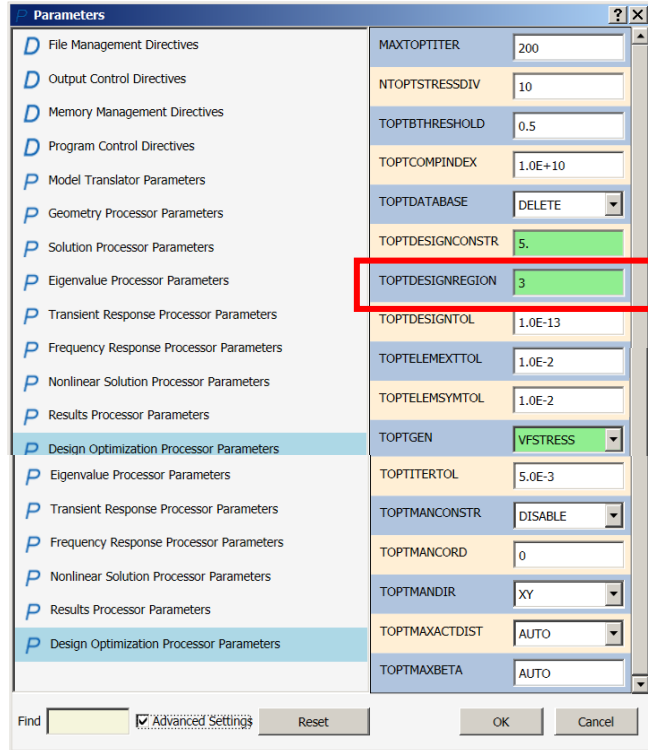 Parameters
File Management Directives
Output Control Directives
Memory Management Directives
Program Control Directives
Model Translator Parameters
Geometry Processor Parameters
Solution Processor Parameters
Eigenvalue Processor Parameters
Transient Response Processor Parameters
Frequency Response Processor Parameters
Nonlinear Solution Processor Parameters
Results Processor Parameters
Design Optimization Processor Parameters
Eigenvalue Processor Parameters
Transient Response Processor Parameters
Frequency Response Processor Parameters
Nonlinear Solution Processor Parameters
Results Processor Parameters
Design Optimization Processor Parameters
MAXTOPTITER 200
NTOPTSTRESSDIV 10
TOPTBTHRESHOLD 0.5
TOPTCOMPINDEX 1.0E+10
TOPTDATABASE DELETE
TOPTDESIGNCONSTR 5.
TOPTDESIGNREGION 3
TOPTDESIGNTOL 1.0E-13
TOPTELEMEXTTOL 1.0E-2
TOPTELEMSYMTOL 1.0E-2
TOPTGEN VFSTRESS
TOPTITERTOL 5.0E-3
TOPTMANCONSTR DISABLE
TOPTMANCORD 0
TOPTMANDIR XY
TOPTMAXACTDIST AUTO
TOPTMAXBETA AUTO
Find Advanced Settings Reset OK Cancel